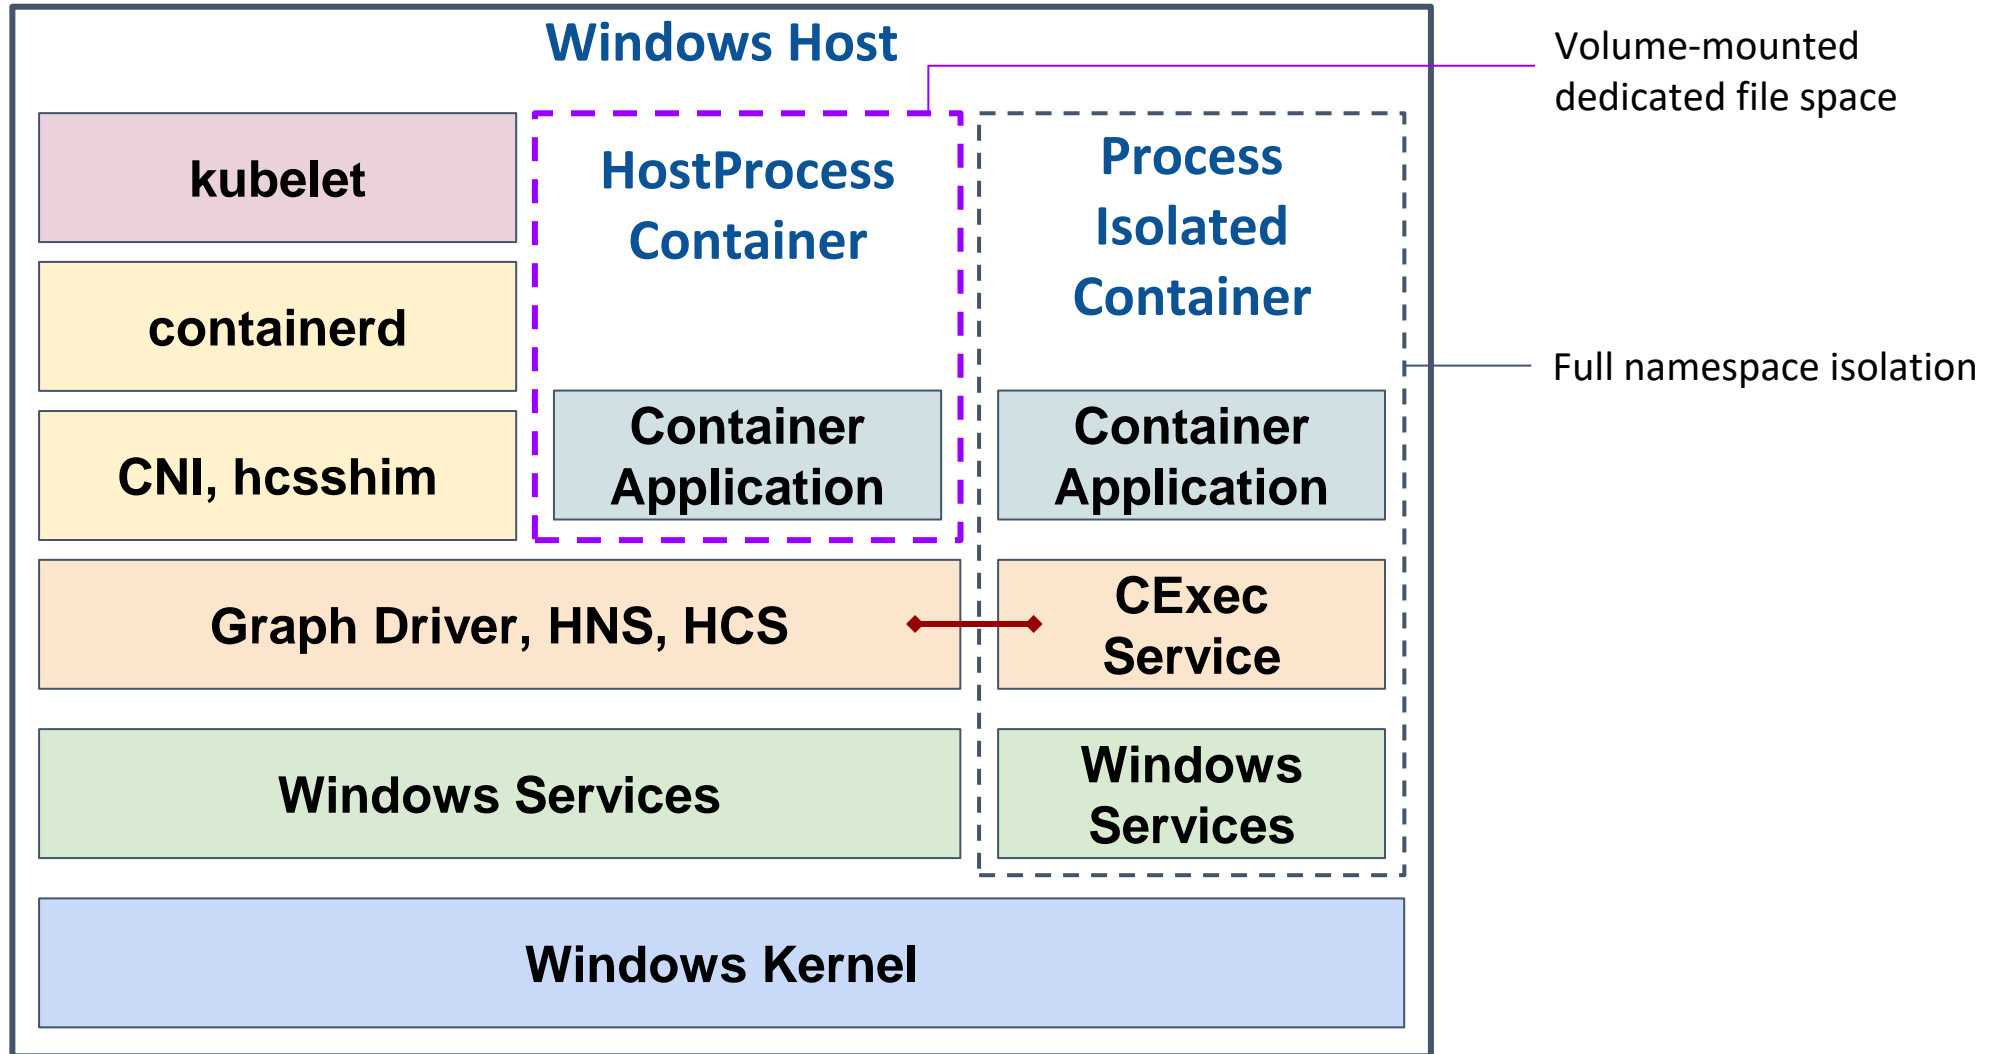 Windows Host
Volume-mounted
dedicated file space
kubelet
HostProcess
Container
Process
Isolated
Container
containerd
Full namespace isolation
CNI, hcsshim
Container
Application
Container
Application
Graph Driver, HNS, HCS
CExec
Service
Windows Services
Windows
Services
Windows Kernel